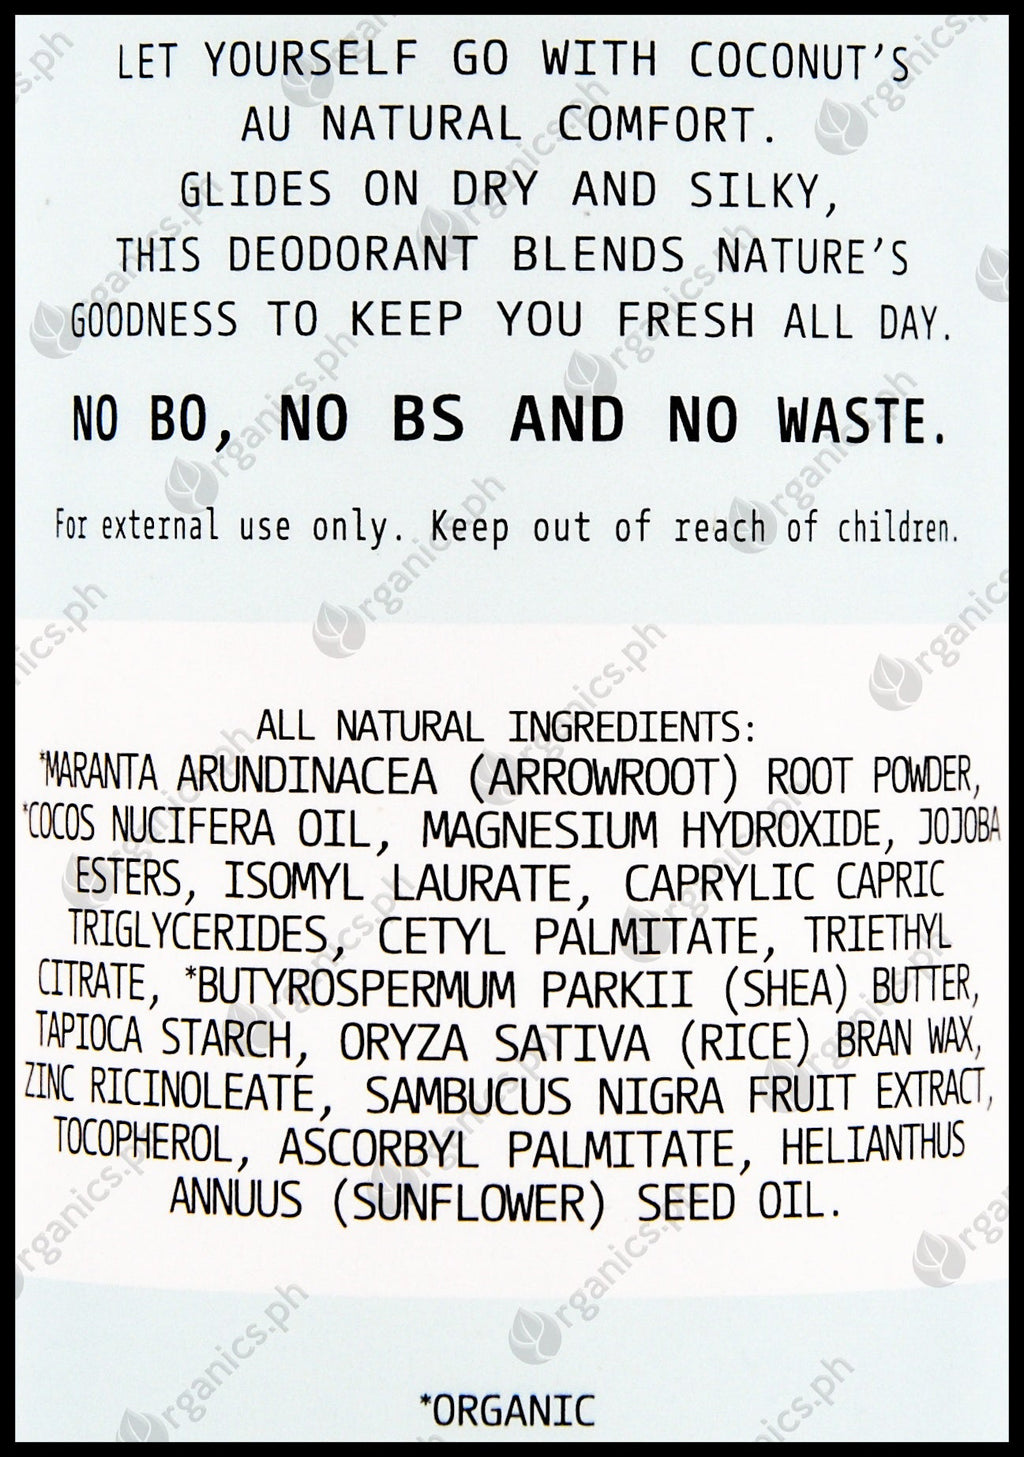 LET YOURSELF GO WITH COCONUT'S
AU NATURAL COMFORT.
GLIDES ON DRY AND SILKY,
THIS DEODORANT BLENDS NATURE'S
GOODNESS TO KEEP YOU FRESH ALL DAY.
NO BO, NO BS AND NO WASTE.
For external use only. Keep out of reach of children.
ALL NATURAL INGREDIENTS:
*MARANTA ARUNDINACEA (ARROWROOT) ROOT POWDER,
*COCOS NUCIFERA OIL, MAGNESIUM HYDROXIDE, JOJOBA
ESTERS, ISOMYL LAURATE, CAPRYLIC CAPRIC
TRIGLYCERIDES, CETYL PALMITATE, TRIETHYL
CITRATE, *BUTYROSPERMUM PARKII (SHEA) BUTTER,
TAPIOCA STARCH, ORYZA SATIVA (RICE) BRAN WAX,
ZINC RICINOLEATE, SAMBUCUS NIGRA FRUIT EXTRACT,
TOCOPHEROL, ASCORBYL PALMITATE, HELIANTHUS
ANNUUS (SUNFLOWER) SEED OIL.
*ORGANIC
Organics.ph